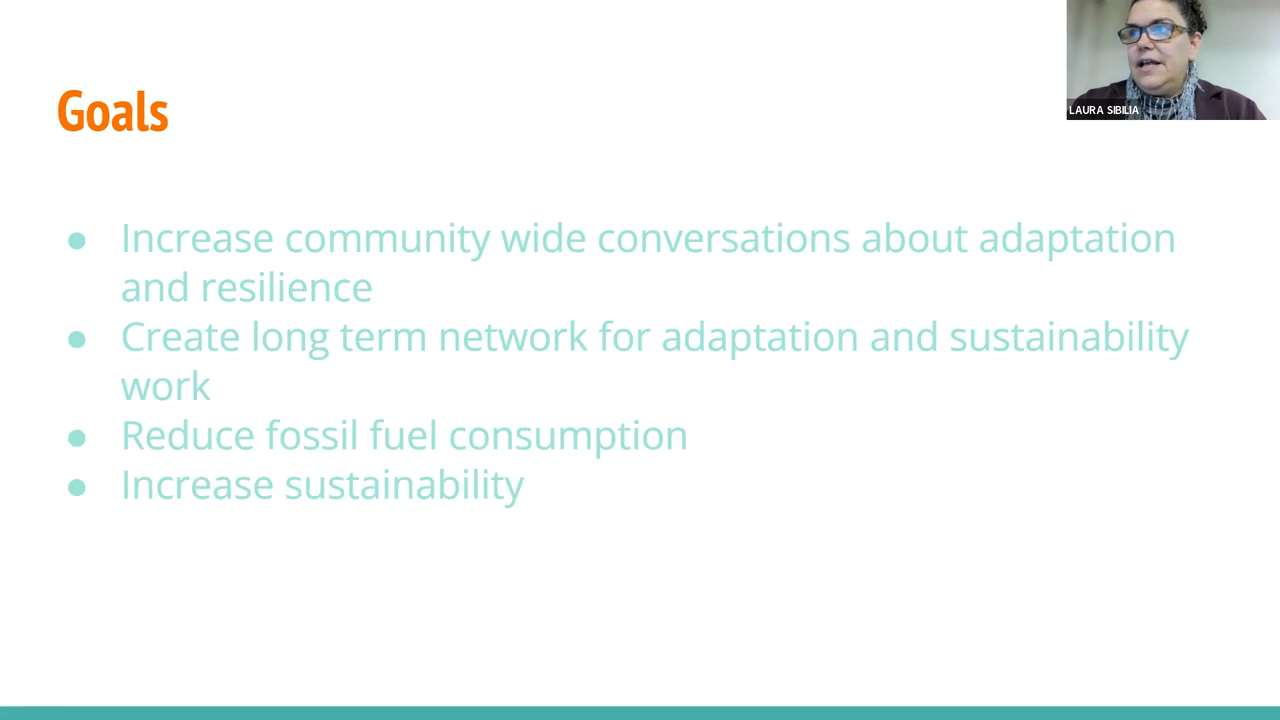 LAURA SIBILIA
Goals
● Increase community wide conversations about adaptation
and resilience
● Create long term network for adaptation and sustainability
work
● Reduce fossil fuel consumption
● Increase sustainability